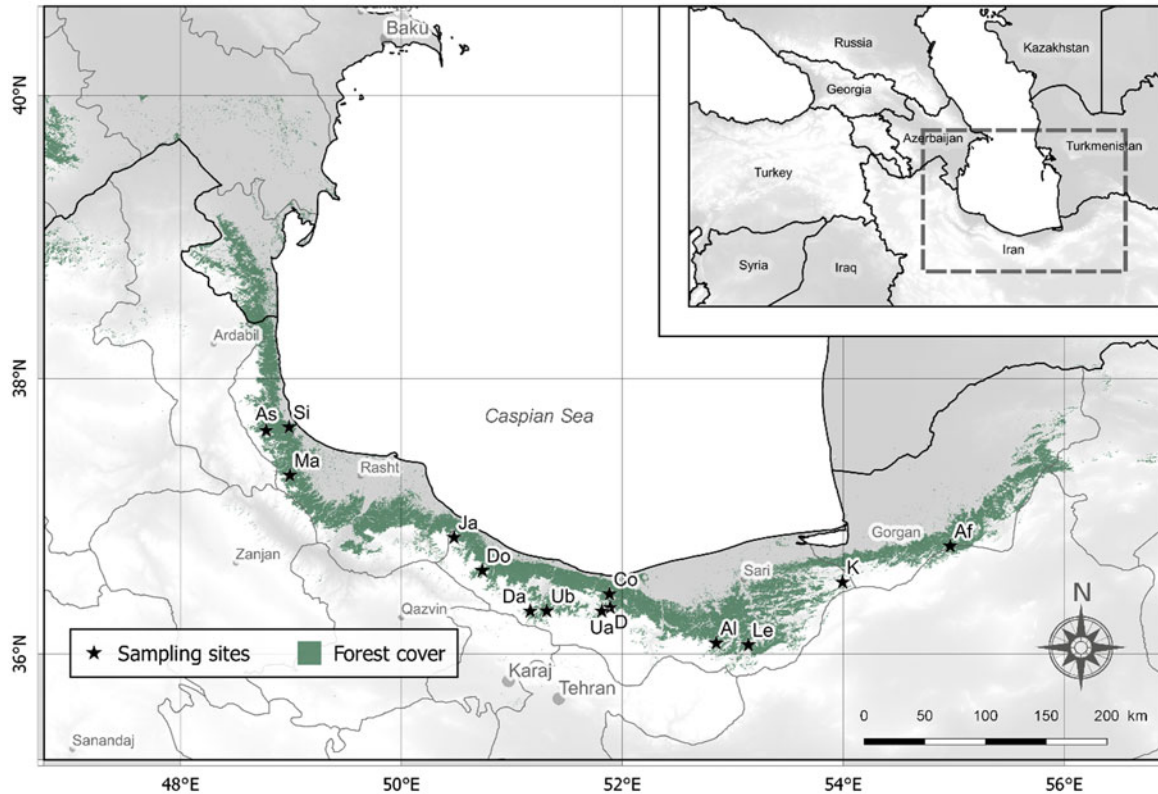 Baku
40°N
38°N
36°N
Ardabil
As
Si
Ma
Rasht
Caspian Sea
Zanjan
Ja
Do
Qazvin
Da
Ub
Co
D
Ua
Sari
Al
Le
K
Gorgan
Af
Karaj
Tehran
Sanandaj
Sampling sites
Forest cover
N
0 50 100 150 200 km
48°E
50°E
52°E
54°E
56°E
Russia
Kazakhstan
Georgia
Azerbaijan
Turkmenistan
Turkey
Syria
Iraq
Iran